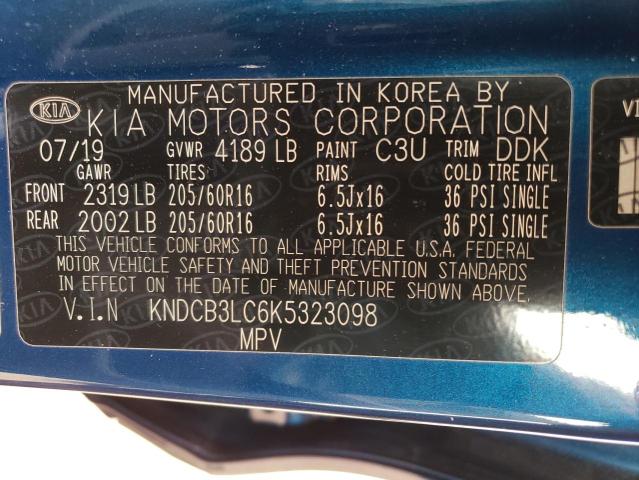 MANUFACTURED IN KOREA BY
KIA KIA MOTORS CORPORATION
07/19 GVWR 4189 LB PAINT C3U TRIM DDK
GAWR TIRES RIMS COLD TIRE INFL
FRONT 2319 LB 205/60R16 6.5Jx16 36 PSI SINGLE
REAR 2002 LB 205/60R16 6.5Jx16 36 PSI SINGLE
THIS VEHICLE CONFORMS TO ALL APPLICABLE U.S.A. FEDERAL
MOTOR VEHICLE SAFETY AND THEFT PREVENTION STANDARDS
IN EFFECT ON THE DATE OF MANUFACTURE SHOWN ABOVE.
V.I.N KNDCB3LC6K5323098
MPV